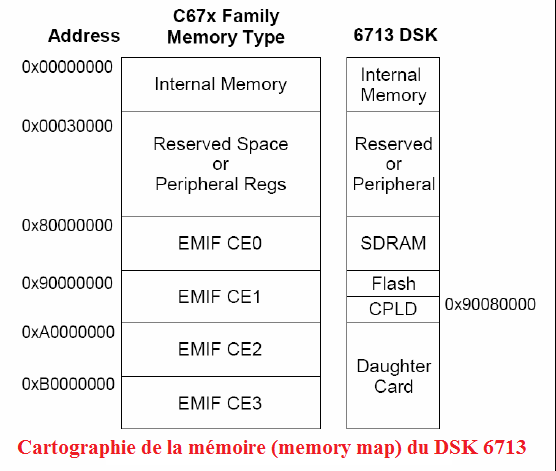 C67x Family
Address Memory Type 6713 DSK
0x00000000
Internal Memory Internal
Memory
0x00030000
Reserved Space
or
Peripheral Regs
Reserved
or
Peripheral
0x80000000
EMIF CE0 SDRAM
0x90000000
EMIF CE1 Flash
CPLD 0x90080000
0xA0000000
EMIF CE2 Daughter
Card
0xB0000000
EMIF CE3
Cartographie de la mémoire (memory map) du DSK 6713